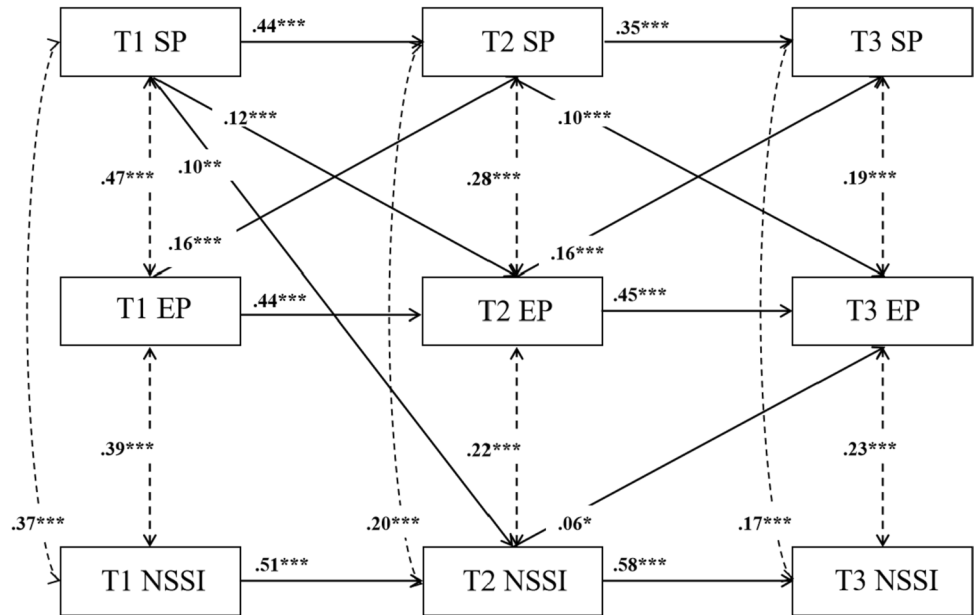 .44***
.35***
T1 SP
T2 SP
T3 SP
.12***
.10***
.10**
.47***
.28***
.19***
.16***
.16***
.44***
.45***
T1 EP
T2 EP
T3 EP
.39***
.22***
.23***
.37***
.20***
.06*
.17***
.51***
.58***
T1 NSSI
T2 NSSI
T3 NSSI